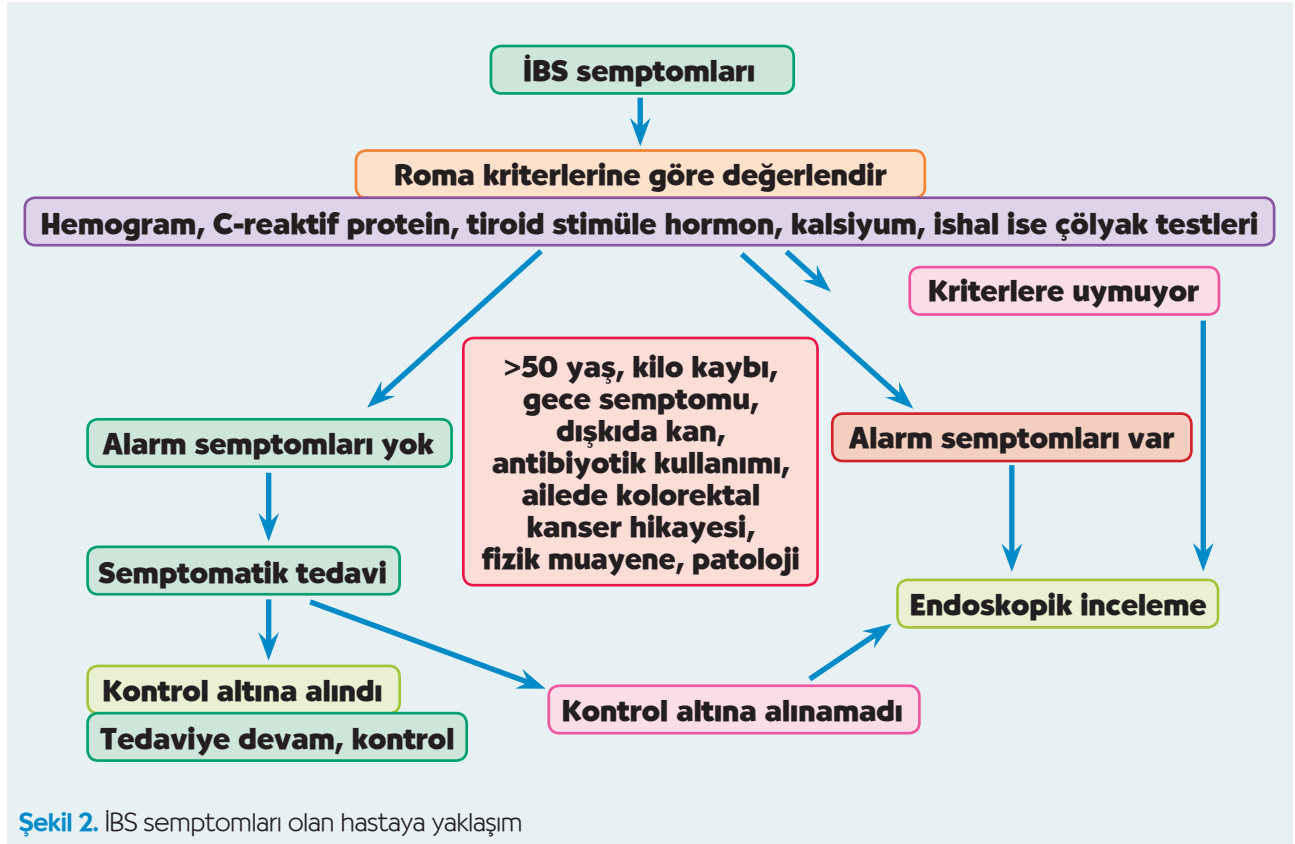 İBS semptomları
Roma kriterlerine göre değerlendir
Hemogram, C-reaktif protein, tiroid stimüle hormon, kalsiyum, ishal ise çölyak testleri
Kriterlere uymuyor
>50 yaş, kilo kaybı,
gece semptomu,
dışkıda kan,
antibiyotik kullanımı,
ailede kolorektal
kanser hikayesi,
fizik muayene, patoloji
Alarm semptomları yok
Alarm semptomları var
Semptomatik tedavi
Endoskopik inceleme
Kontrol altına alındı
Tedaviye devam, kontrol
Kontrol altına alınamadı
Şekil 2. İBS semptomları olan hastaya yaklaşım